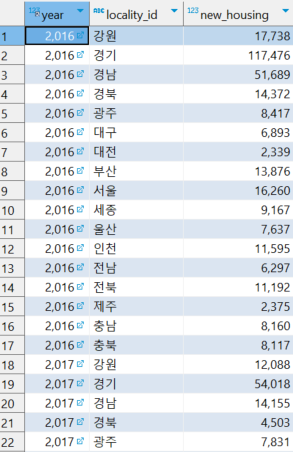 123 year ABC locality_id 123 new_housing
1 2,016 강원 17,738
2 2,016 경기 117,476
3 2,016 경남 51,689
4 2,016 경북 14,372
5 2,016 광주 8,417
6 2,016 대구 6,893
7 2,016 대전 2,339
8 2,016 부산 13,876
9 2,016 서울 16,260
10 2,016 세종 9,167
11 2,016 울산 7,637
12 2,016 인천 11,595
13 2,016 전남 6,297
14 2,016 전북 11,192
15 2,016 제주 2,375
16 2,016 충남 8,160
17 2,016 충북 8,117
18 2,017 강원 12,088
19 2,017 경기 54,018
20 2,017 경남 14,155
21 2,017 경북 4,503
22 2,017 광주 7,831